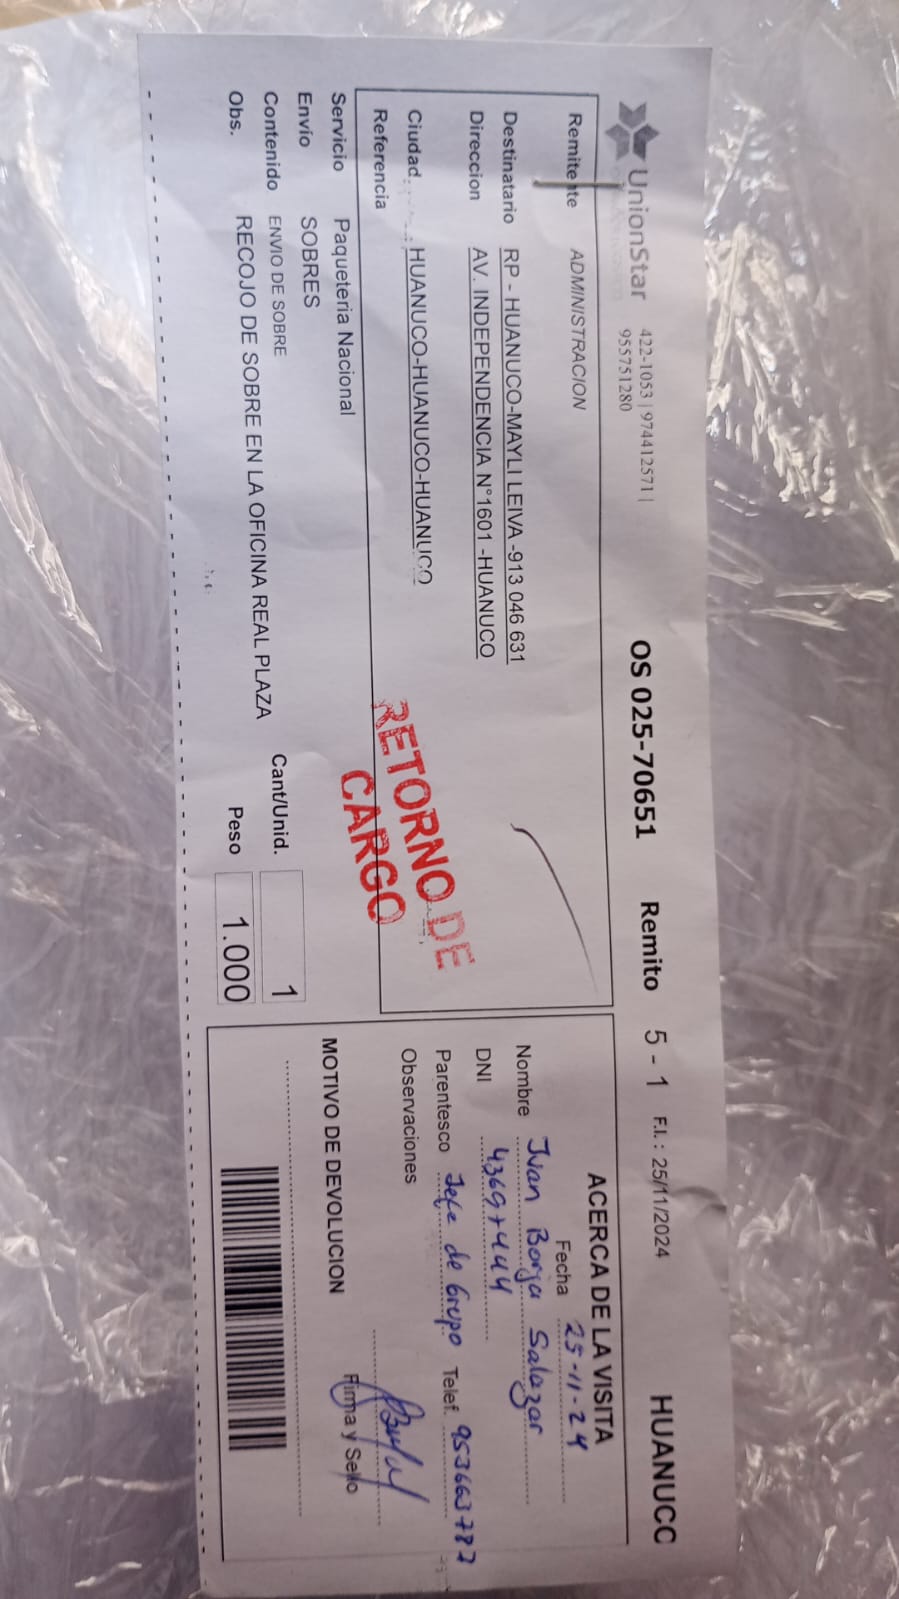 UnionStar
422-1053 | 974412571 |
955751280
OS 025-70651 Remito 5 - 1 F.I.: 25/11/2024 HUANUCC
Remitente ADMINISTRACION
Destinatario RP - HUANUCO-MAYLI LEIVA -913 046 631
Direccion AV. INDEPENDENCIA N°1601 -HUANUCO
Ciudad HUANUCO-HUANUCO-HUANUCO
Referencia
RETORNO DE
CARGO
Servicio Paqueteria Nacional
Envío SOBRES
Contenido ENVIO DE SOBRE Cant/Unid. 1
Obs. RECOJO DE SOBRE EN LA OFICINA REAL PLAZA Peso 1.000
ACERCA DE LA VISITA
Fecha 25-11-24
Nombre Ivan Borja Salazar
DNI 43697444
Parentesco Jefe de Grupo Telef. 953663787
Observaciones
Firma y Sello
MOTIVO DE DEVOLUCION